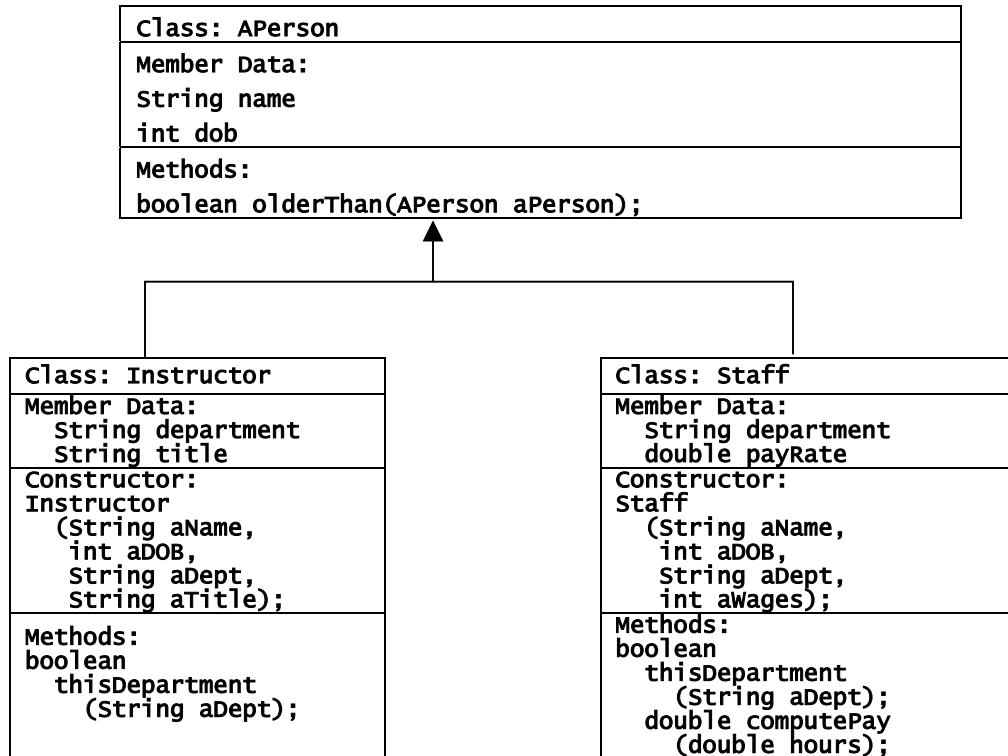 Class: APerson
Member Data:
String name
int dob
Methods:
boolean olderThan(APerson aPerson);
Class: Instructor
Member Data:
String department
String title
Constructor:
Instructor
(String aName,
int aDOB,
String aDept,
String aTitle);
Methods:
boolean
thisDepartment
(String aDept);
Class: Staff
Member Data:
String department
double payRate
Constructor:
Staff
(String aName,
int aDOB,
String aDept,
int aWages);
Methods:
boolean
thisDepartment
(String aDept);
double computePay
(double hours);